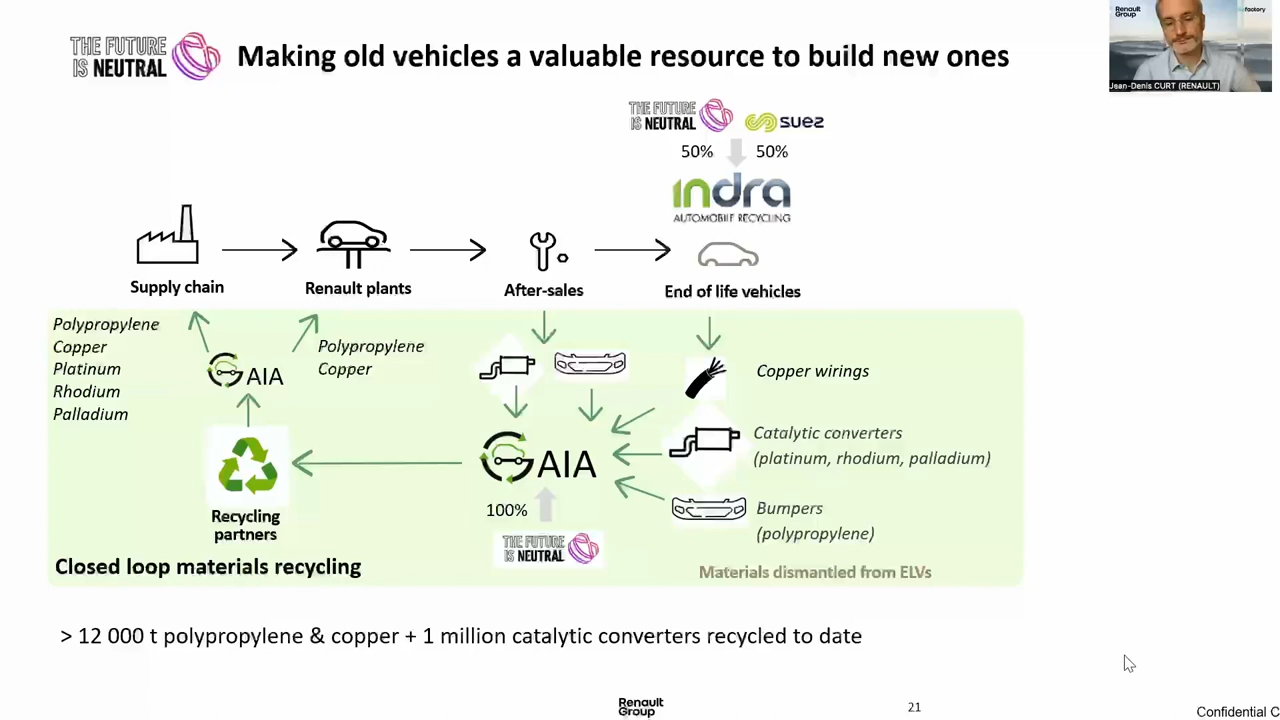 THE FUTURE
IS NEUTRAL
Making old vehicles a valuable resource to build new ones
Renault
Group
factory
Jean-Denis CURT (RENAULT)
THE FUTURE
IS NEUTRAL
suez
50%
50%
indra
AUTOMOBILE RECYCLING
Supply chain
Renault plants
After-sales
End of life vehicles
Polypropylene
Copper
Platinum
Rhodium
Palladium
GAIA
Polypropylene
Copper
Copper wirings
Catalytic converters
(platinum, rhodium, palladium)
GAIA
100%
THE FUTURE
IS NEUTRAL
Bumpers
(polypropylene)
Recycling
partners
Closed loop materials recycling
Materials dismantled from ELVs
> 12 000 t polypropylene & copper + 1 million catalytic converters recycled to date
Renault
Group
21
Confidential C